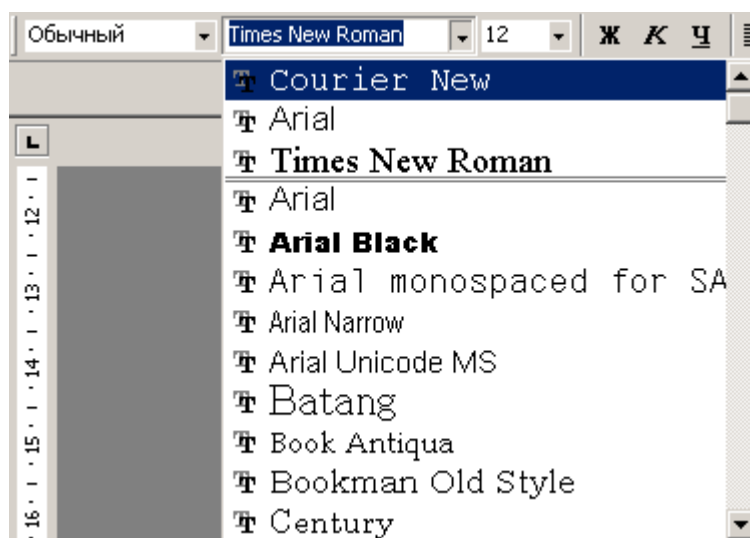 Обычный Times New Roman 12 Ж К Ч
Courier New
Arial
Times New Roman
Arial
Arial Black
Arial monospaced for SA
Arial Narrow
Arial Unicode MS
Batang
Book Antiqua
Bookman Old Style
Century
12
13
14
15
16